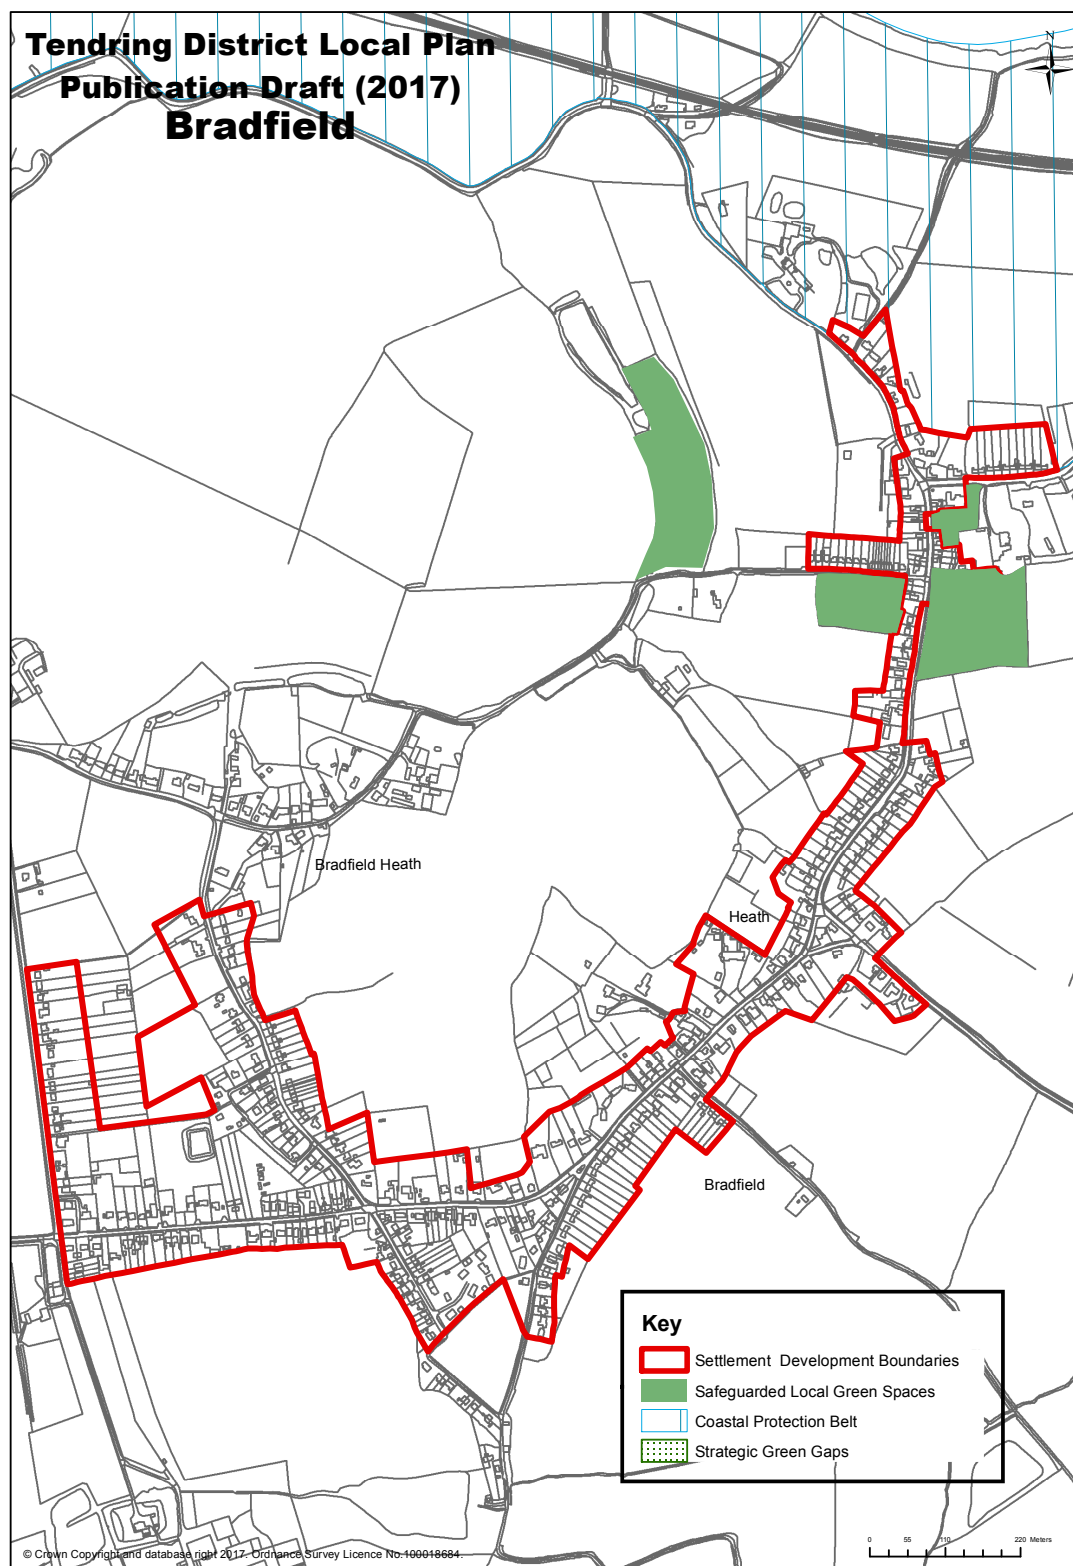 Tendring District Local Plan
Publication Draft (2017)
Bradfield
N
Bradfield Heath
Heath
Bradfield
Key
Settlement Development Boundaries
Safeguarded Local Green Spaces
Coastal Protection Belt
Strategic Green Gaps
0 55 110 220 Meters
© Crown Copyright and database right 2017. Ordnance Survey Licence No.100018684.